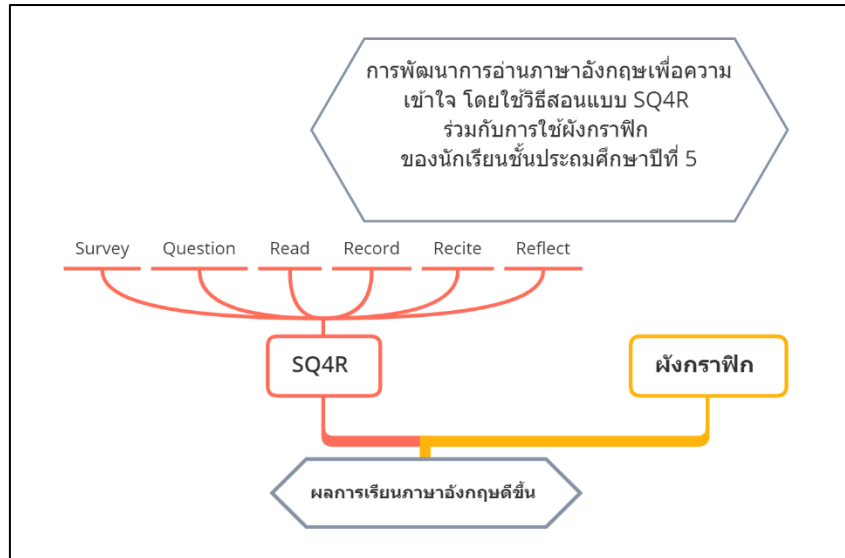 การพัฒนาการอ่านภาษาอังกฤษเพื่อความ
เข้าใจ โดยใช้วิธีสอนแบบ SQ4R
ร่วมกับการใช้ผังกราฟิก
ของนักเรียนชั้นประถมศึกษาปีที่ 5
Survey Question Read Record Recite Reflect
SQ4R ผังกราฟิก
ผลการเรียนภาษาอังกฤษดีขึ้น